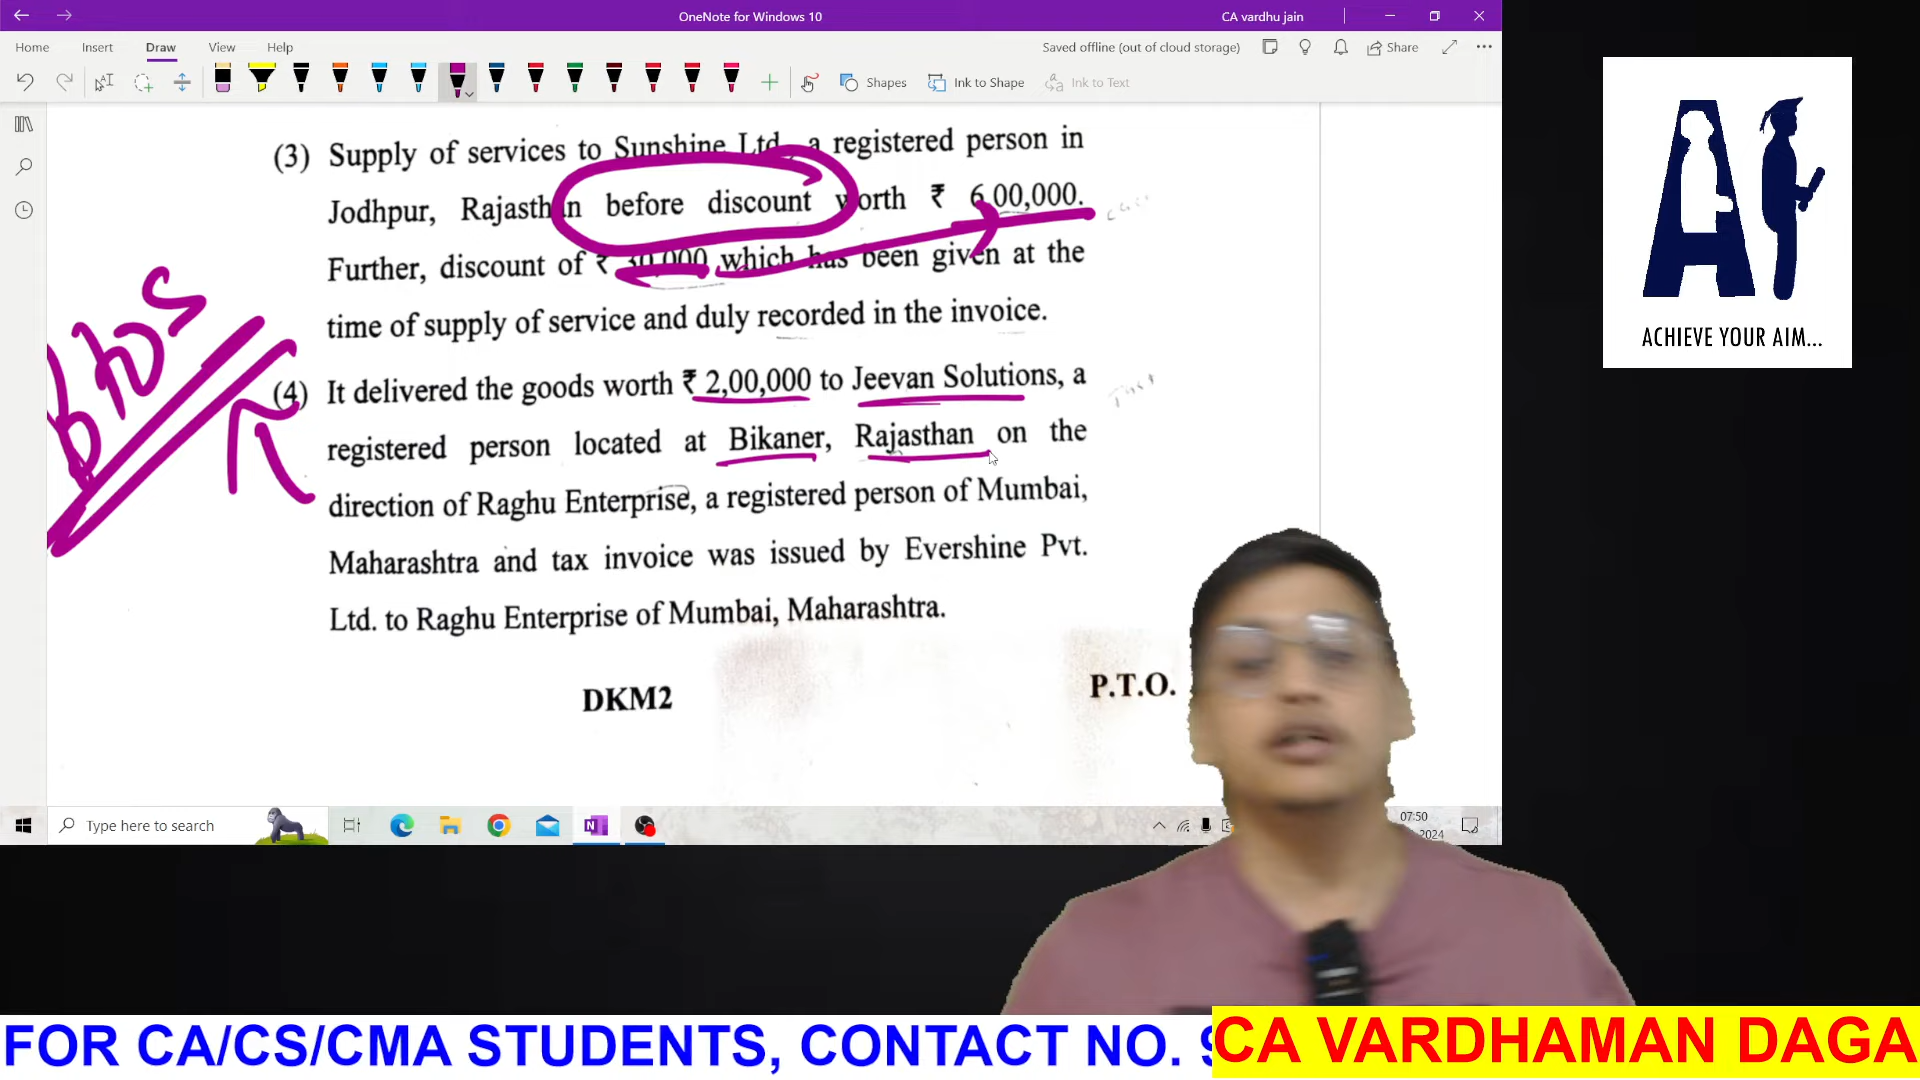 OneNote for Windows 10
CA vardhu jain
Home Insert Draw View Help
Saved offline (out of cloud storage)
Share
Shapes
Ink to Shape
Ink to Text
(3) Supply of services to Sunshine Ltd., a registered person in
Jodhpur, Rajasthan before discount worth ₹ 6,00,000.
Further, discount of ₹ 30,000 which has been given at the
time of supply of service and duly recorded in the invoice.
(4) It delivered the goods worth ₹ 2,00,000 to Jeevan Solutions, a
registered person located at Bikaner, Rajasthan on the
direction of Raghu Enterprise, a registered person of Mumbai,
Maharashtra and tax invoice was issued by Evershine Pvt.
Ltd. to Raghu Enterprise of Mumbai, Maharashtra.
DKM2
P.T.O.
Type here to search
07:50
2024
ACHIEVE YOUR AIM...
FOR CA/CS/CMA STUDENTS, CONTACT NO.
CA VARDHAMAN DAGA